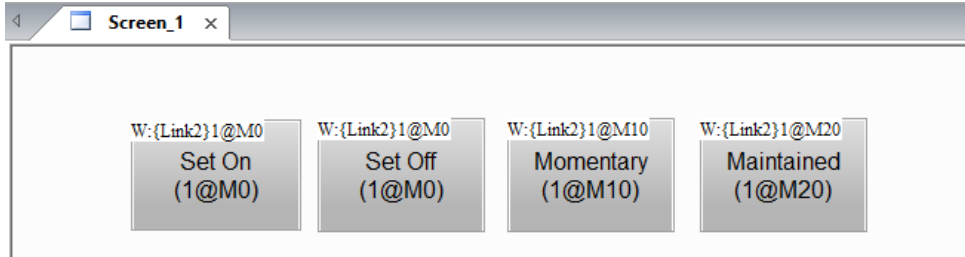 Screen_1
W:{Link2}1@M0
Set On
(1@M0)
W:{Link2}1@M0
Set Off
(1@M0)
W:{Link2}1@M10
Momentary
(1@M10)
W:{Link2}1@M20
Maintained
(1@M20)